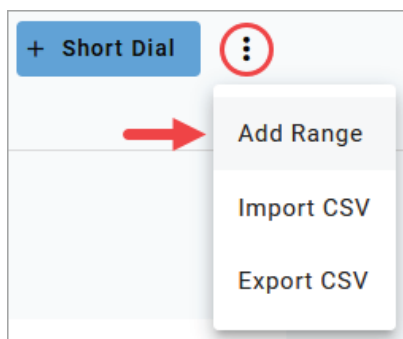 + Short Dial
Add Range
Import CSV
Export CSV